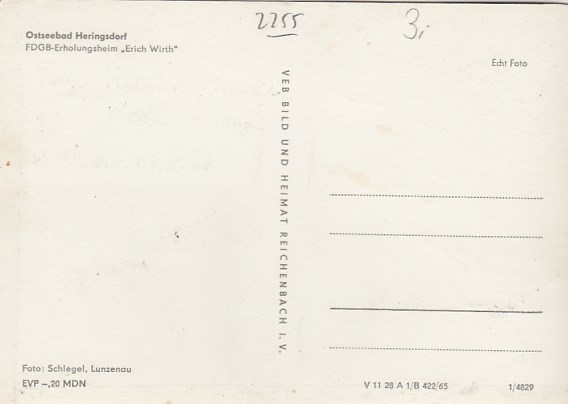 2255
3,-
Ostseebad Heringsdorf
FDGB-Erholungsheim „Erich Wirth"
Echt Foto
VEB BILD UND HEIMAT REICHENBACH I. V.
Foto: Schlegel, Lunzenau
EVP –,20 MDN
V 11 28 A 1/B 422/65
1/4829